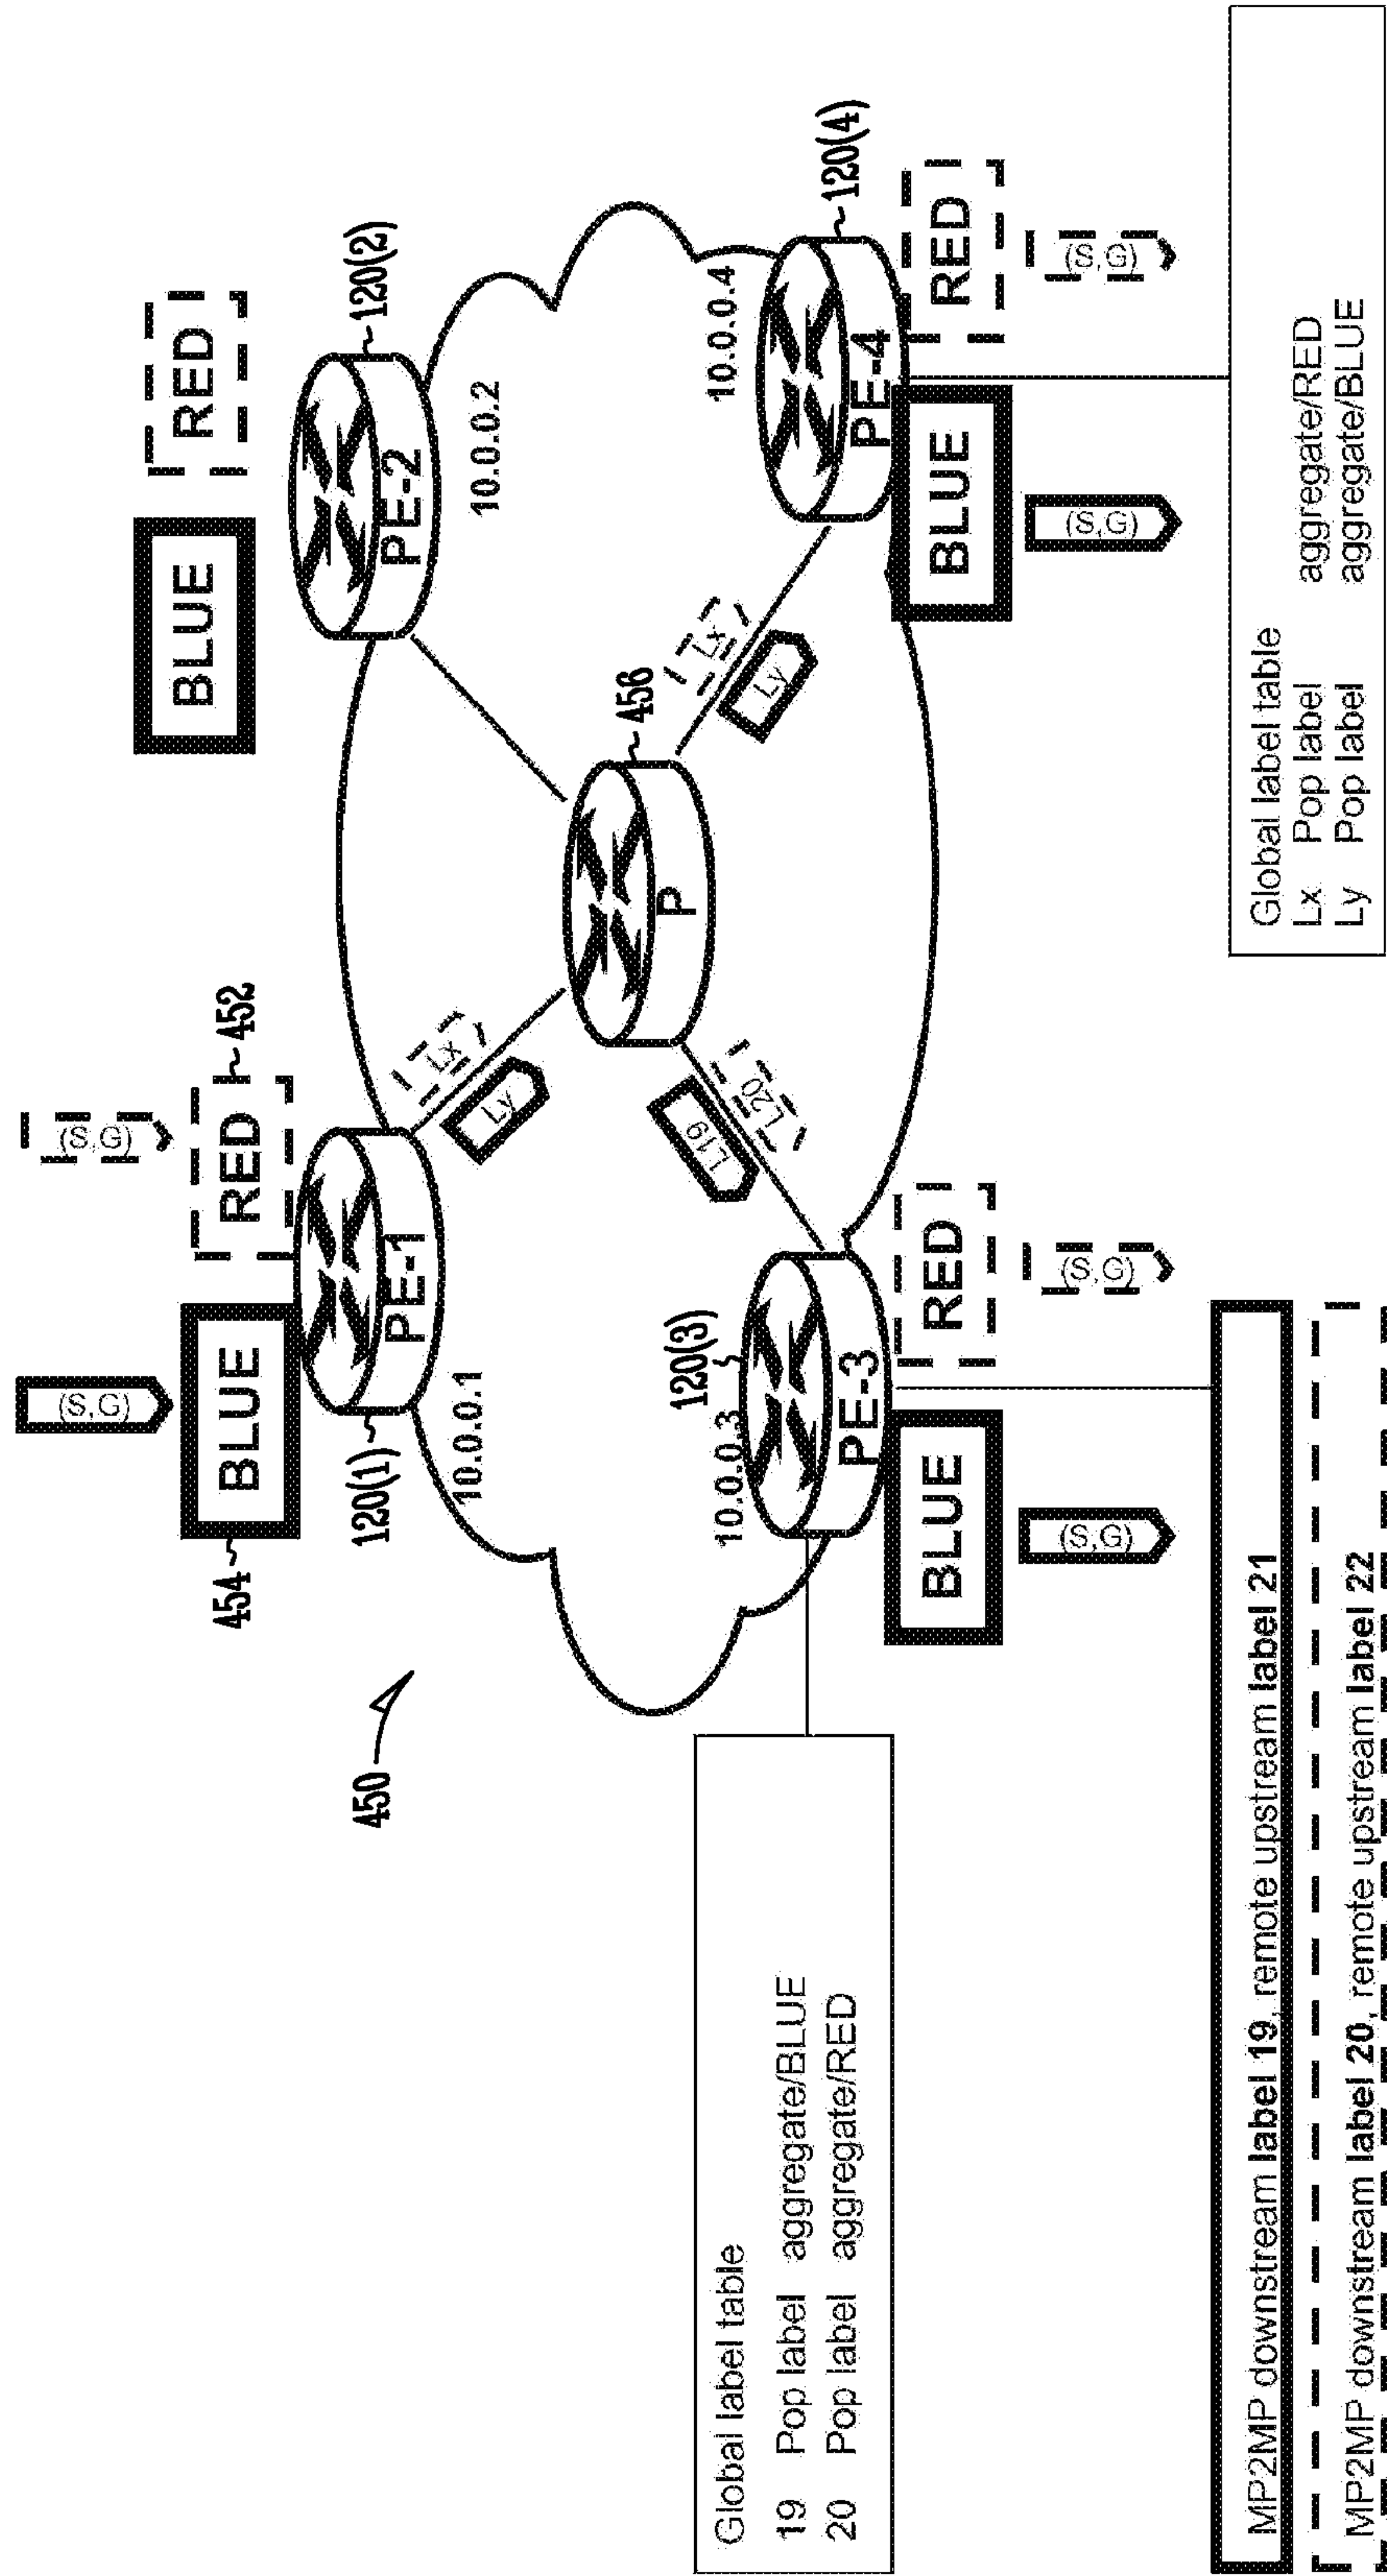 450
(S,G)
(S,G)
454
BLUE
RED
452
120(1)
PE-1
10.0.0.1
BLUE
RED
PE-2
120(2)
10.0.0.2
Lx
Ly
P
456
L19
L20
Lx
Ly
120(3)
10.0.0.3
PE-3
BLUE
RED
(S,G)
(S,G)
10.0.0.4
PE-4
120(4)
BLUE
RED
(S,G)
(S,G)
Global label table
19 Pop label aggregate/BLUE
20 Pop label aggregate/RED
MP2MP downstream label 19, remote upstream label 21
MP2MP downstream label 20, remote upstream label 22
Global label table
Lx Pop label aggregate/RED
Ly Pop label aggregate/BLUE